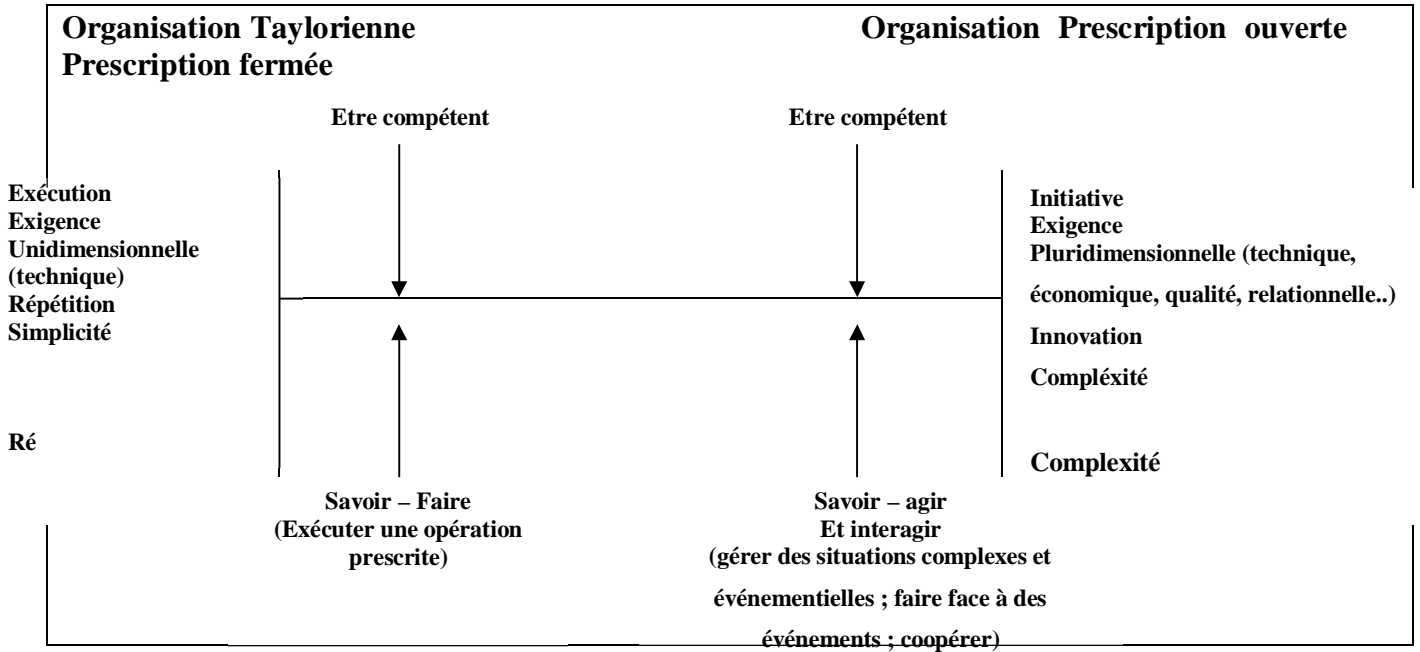 Organisation Taylorienne
Prescription fermée
Organisation Prescription ouverte
Etre compétent
Etre compétent
Exécution
Exigence
Unidimensionnelle
(technique)
Répétition
Simplicité
Ré
Initiative
Exigence
Pluridimensionnelle (technique,
économique, qualité, relationnelle..)
Innovation
Compléxité
Complexité
Savoir – Faire
(Exécuter une opération
prescrite)
Savoir – agir
Et interagir
(gérer des situations complexes et
événementielles ; faire face à des
événements ; coopérer)